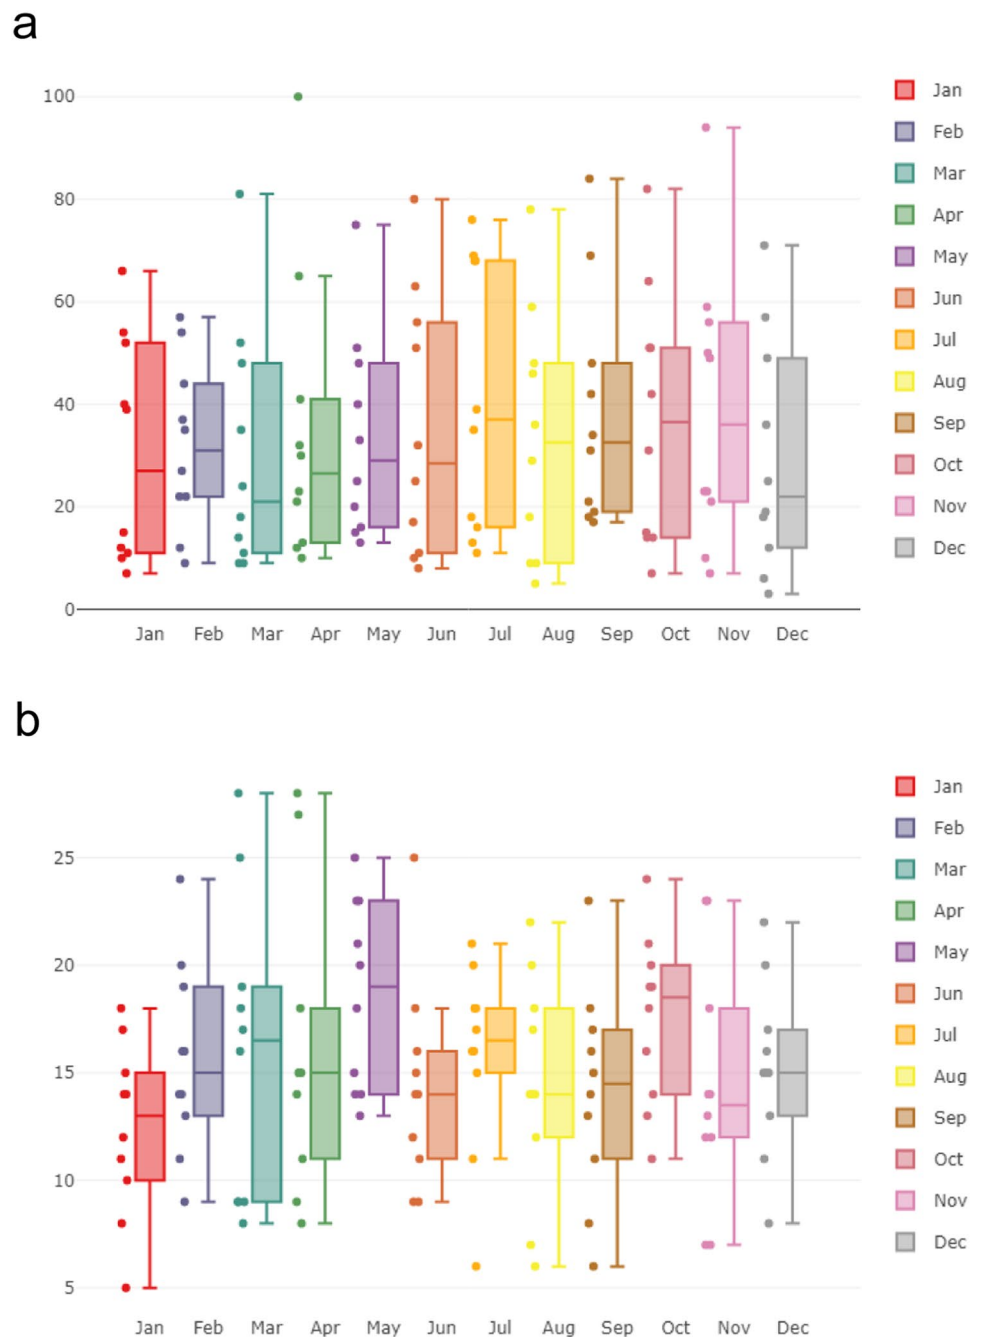 a
100
80
60
40
20
0
Jan Feb Mar Apr May Jun Jul Aug Sep Oct Nov Dec
Jan
Feb
Mar
Apr
May
Jun
Jul
Aug
Sep
Oct
Nov
Dec
b
25
20
15
10
5
Jan Feb Mar Apr May Jun Jul Aug Sep Oct Nov Dec
Jan
Feb
Mar
Apr
May
Jun
Jul
Aug
Sep
Oct
Nov
Dec